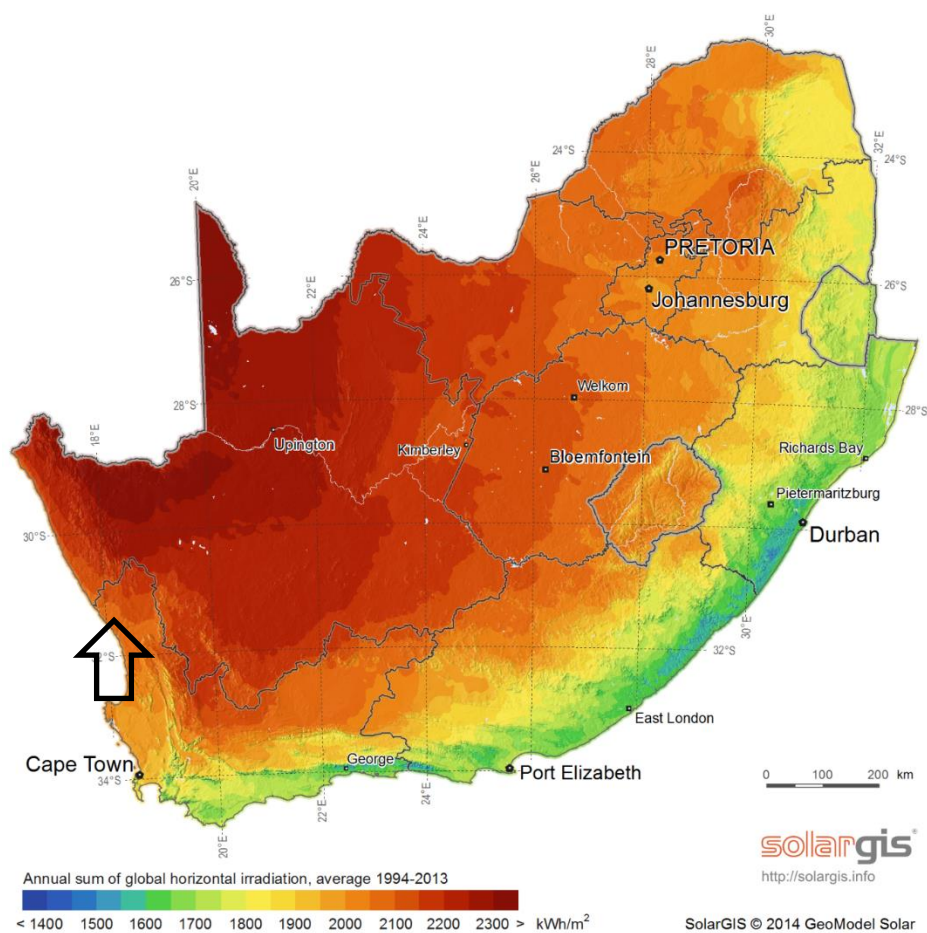 30°E
28°E
32°E
24°S
24°S
26°E
20°E
24°E
PRETORIA
22°E
26°S
Johannesburg
26°S
Welkom
28°S
28°S
18°E
Upington
Kimberley
Bloemfontein
Richards Bay
Pietermaritzburg
30°S
Durban
30°E
32°S
32°S
East London
Cape Town
George
Port Elizabeth
34°S
24°E
22°E
20°E
0 100 200 km
solargis®
http://solargis.info
Annual sum of global horizontal irradiation, average 1994-2013
< 1400 1500 1600 1700 1800 1900 2000 2100 2200 2300 > kWh/m²
SolarGIS © 2014 GeoModel Solar